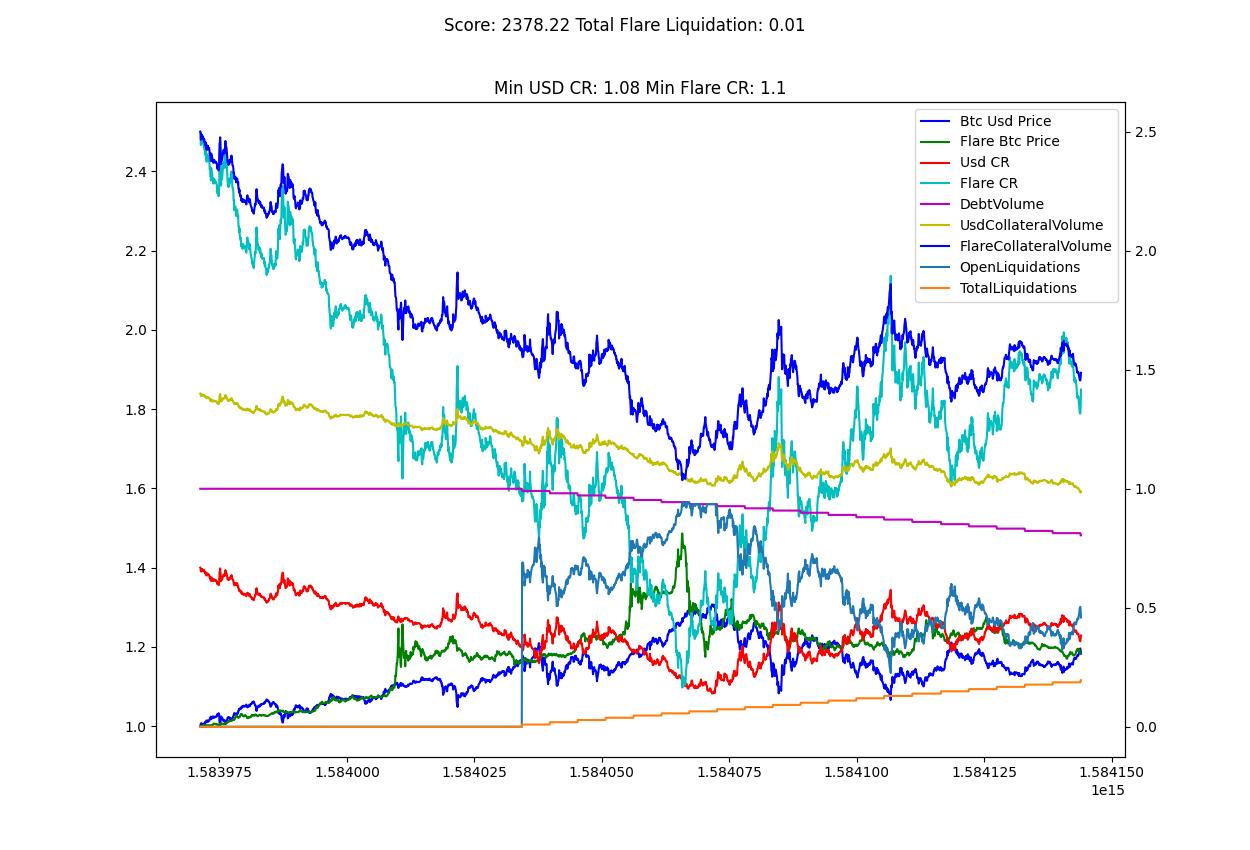 Score: 2378.22 Total Flare Liquidation: 0.01
Min USD CR: 1.08 Min Flare CR: 1.1
Btc Usd Price
Flare Btc Price
Usd CR
Flare CR
DebtVolume
UsdCollateralVolume
FlareCollateralVolume
OpenLiquidations
TotalLiquidations
2.4
2.2
2.0
1.8
1.6
1.4
1.2
1.0
2.5
2.0
1.5
1.0
0.5
0.0
1.583975 1.584000 1.584025 1.584050 1.584075 1.584100 1.584125 1.584150
1e15